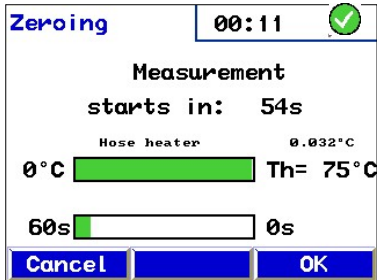 Zeroing 00:11
Measurement
starts in: 54s
Hose heater 0.032°C
0°C Th= 75°C
60s 0s
Cancel OK